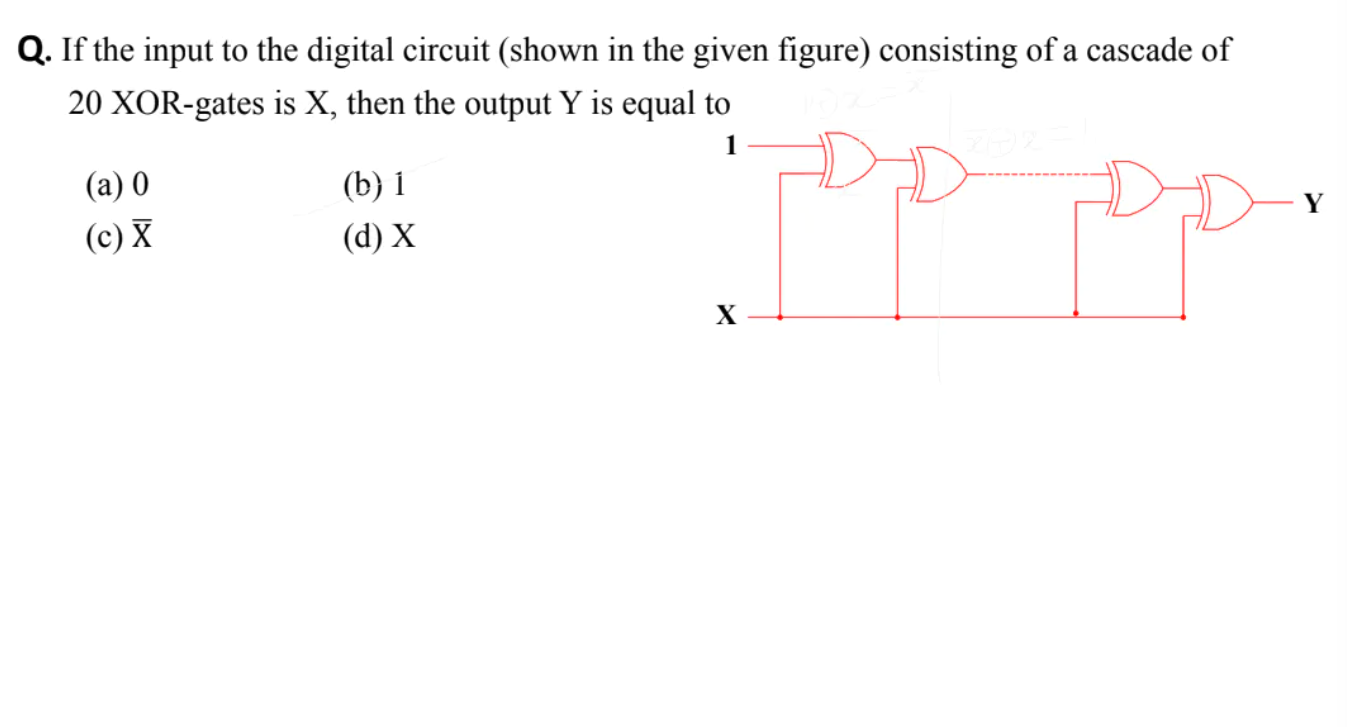 Q. If the input to the digital circuit (shown in the given figure) consisting of a cascade of
20 XOR-gates is X, then the output Y is equal to
(a) 0 (b) 1
(c) X̅ (d) X
1
Y
X